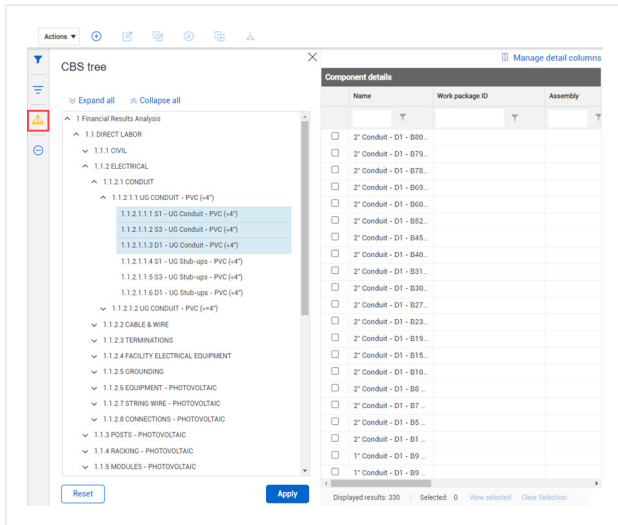 Actions
CBS tree
Expand all Collapse all
1 Financial Results Analysis
1.1 DIRECT LABOR
1.1.1 CIVIL
1.1.2 ELECTRICAL
1.1.2.1 CONDUIT
1.1.2.1.1 UG CONDUIT - PVC (<4")
1.1.2.1.1.1 S1 - UG Conduit - PVC (<4")
1.1.2.1.1.2 S3 - UG Conduit - PVC (<4")
1.1.2.1.1.3 D1 - UG Conduit - PVC (<4")
1.1.2.1.1.4 S1 - UG Stub-ups - PVC (<4")
1.1.2.1.1.5 S3 - UG Stub-ups - PVC (<4")
1.1.2.1.1.6 D1 - UG Stub-ups - PVC (<4")
1.1.2.1.2 UG CONDUIT - PVC (>=4")
1.1.2.2 CABLE & WIRE
1.1.2.3 TERMINATIONS
1.1.2.4 FACILITY ELECTRICAL EQUIPMENT
1.1.2.5 GROUNDING
1.1.2.6 EQUIPMENT - PHOTOVOLTAIC
1.1.2.7 STRING WIRE - PHOTOVOLTAIC
1.1.2.8 CONNECTIONS - PHOTOVOLTAIC
1.1.3 POSTS - PHOTOVOLTAIC
1.1.4 RACKING - PHOTOVOLTAIC
1.1.5 MODULES - PHOTOVOLTAIC
Reset Apply
Manage detail columns
Component details
Name Work package ID Assembly
2" Conduit - D1 - B80...
2" Conduit - D1 - B79...
2" Conduit - D1 - B78...
2" Conduit - D1 - B69...
2" Conduit - D1 - B60...
2" Conduit - D1 - B52...
2" Conduit - D1 - B45...
2" Conduit - D1 - B40...
2" Conduit - D1 - B31...
2" Conduit - D1 - B30...
2" Conduit - D1 - B27...
2" Conduit - D1 - B23...
2" Conduit - D1 - B19...
2" Conduit - D1 - B15...
2" Conduit - D1 - B10...
2" Conduit - D1 - B8 ...
2" Conduit - D1 - B7 ...
2" Conduit - D1 - B5 ...
2" Conduit - D1 - B1 ...
1" Conduit - D1 - B9 ...
1" Conduit - D1 - B9 ...
Displayed results: 330 | Selected: 0 View selected Clear Selection